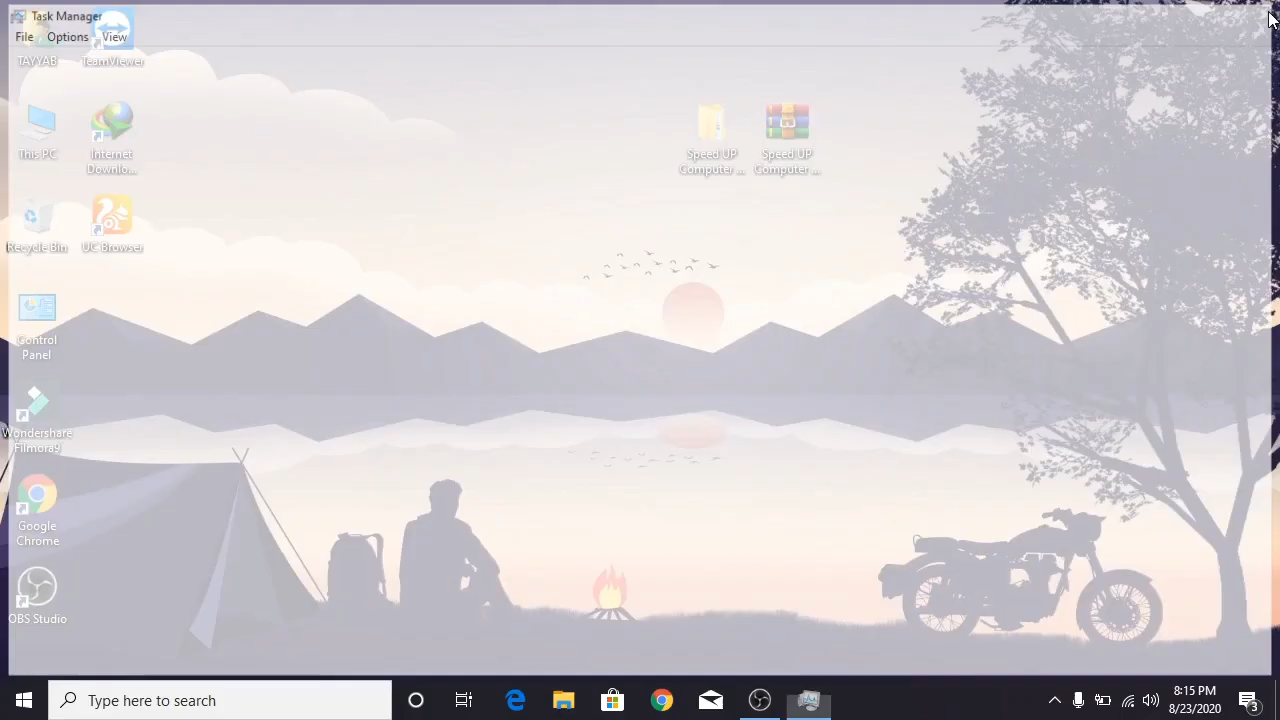 Task Manager
File Options View
TAYYAB
TeamViewer
This PC
Internet
Downlo...
Speed UP
Computer ...
Speed UP
Computer ...
Recycle Bin
UC Browser
Control
Panel
Wondershare
Filmora9
Google
Chrome
OBS Studio
Type here to search
8:15 PM
8/23/2020
3